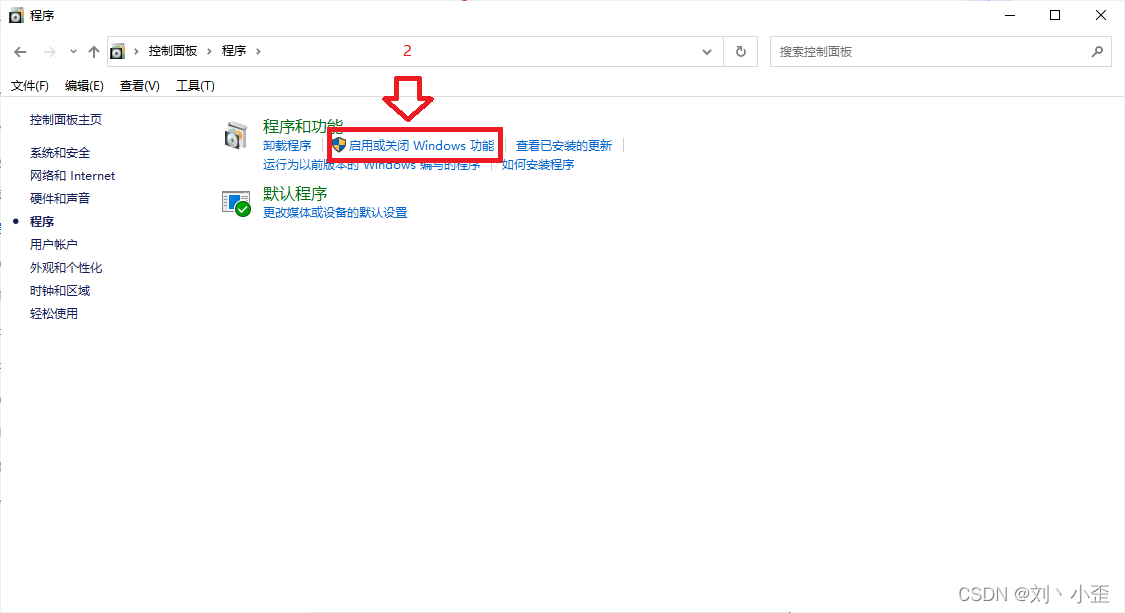 程序
控制面板 程序
2
搜索控制面板
文件(F) 编辑(E) 查看(V) 工具(T)
控制面板主页
系统和安全
网络和 Internet
硬件和声音
程序
用户帐户
外观和个性化
时钟和区域
轻松使用
程序和功能
卸载程序 启用或关闭 Windows 功能 查看已安装的更新
运行为以前版本的 Windows 编写的程序 如何安装程序
默认程序
更改媒体或设备的默认设置
CSDN @刘丶小歪